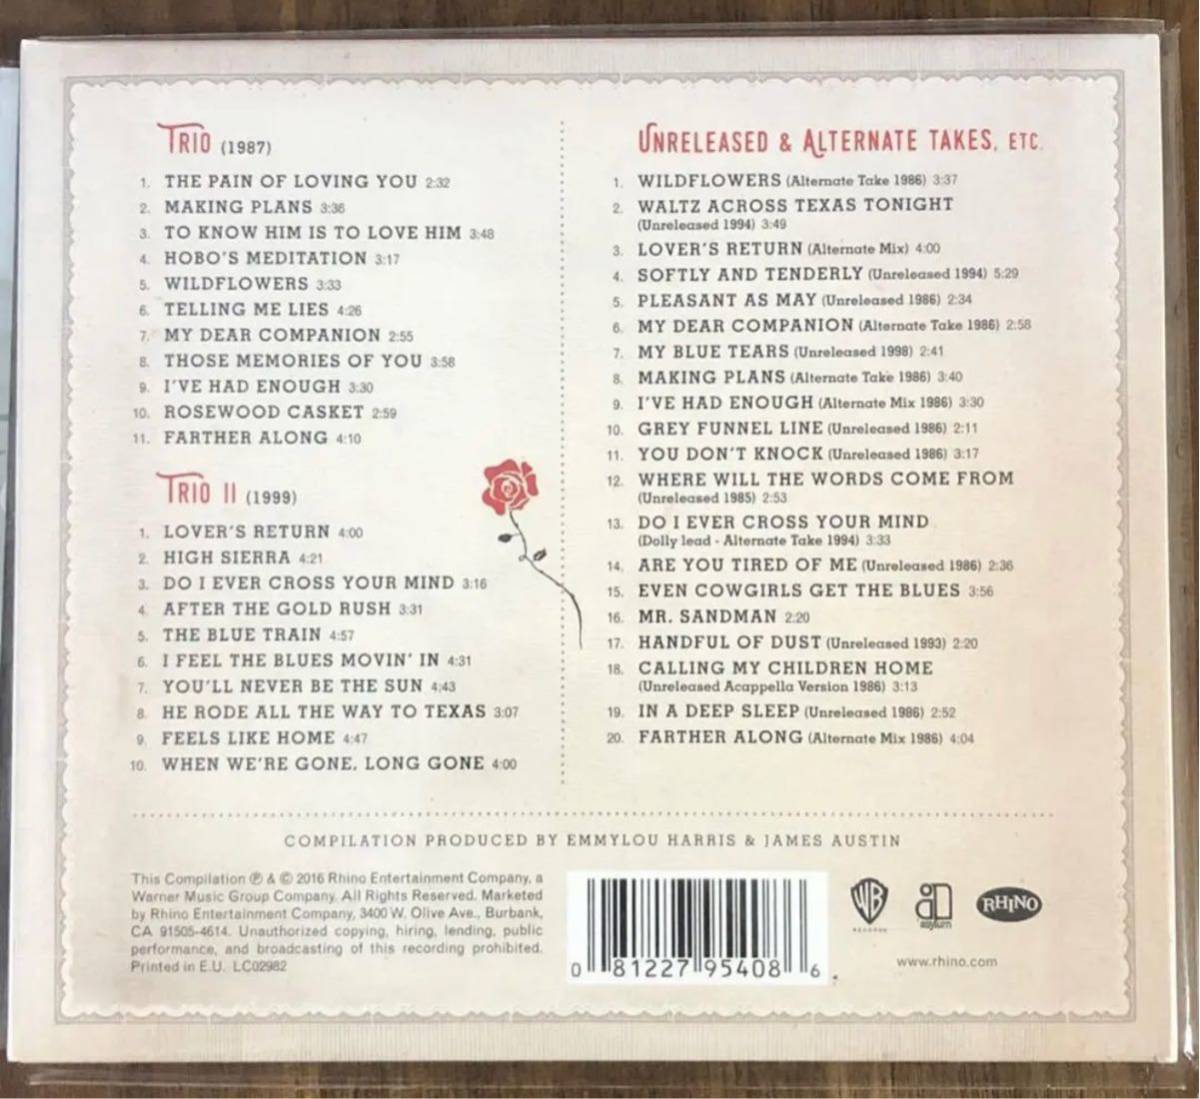 TRIO (1987)
1. THE PAIN OF LOVING YOU 2:32
2. MAKING PLANS 3:36
3. TO KNOW HIM IS TO LOVE HIM 3:48
4. HOBO'S MEDITATION 3:17
5. WILDFLOWERS 3:33
6. TELLING ME LIES 4:26
7. MY DEAR COMPANION 2:55
8. THOSE MEMORIES OF YOU 3:58
9. I'VE HAD ENOUGH 3:30
10. ROSEWOOD CASKET 2:59
11. FARTHER ALONG 4:10
TRIO II (1999)
1. LOVER'S RETURN 4:00
2. HIGH SIERRA 4:21
3. DO I EVER CROSS YOUR MIND 3:16
4. AFTER THE GOLD RUSH 3:31
5. THE BLUE TRAIN 4:57
6. I FEEL THE BLUES MOVIN' IN 4:31
7. YOU'LL NEVER BE THE SUN 4:43
8. HE RODE ALL THE WAY TO TEXAS 3:07
9. FEELS LIKE HOME 4:47
10. WHEN WE'RE GONE, LONG GONE 4:00
UNRELEASED & ALTERNATE TAKES, ETC.
1. WILDFLOWERS (Alternate Take 1986) 3:37
2. WALTZ ACROSS TEXAS TONIGHT
(Unreleased 1994) 3:49
3. LOVER'S RETURN (Alternate Mix) 4:00
4. SOFTLY AND TENDERLY (Unreleased 1994) 5:29
5. PLEASANT AS MAY (Unreleased 1986) 2:34
6. MY DEAR COMPANION (Alternate Take 1986) 2:58
7. MY BLUE TEARS (Unreleased 1998) 2:41
8. MAKING PLANS (Alternate Take 1986) 3:40
9. I'VE HAD ENOUGH (Alternate Mix 1986) 3:30
10. GREY FUNNEL LINE (Unreleased 1986) 2:11
11. YOU DON'T KNOCK (Unreleased 1986) 3:17
12. WHERE WILL THE WORDS COME FROM
(Unreleased 1985) 2:53
13. DO I EVER CROSS YOUR MIND
(Dolly lead - Alternate Take 1994) 3:33
14. ARE YOU TIRED OF ME (Unreleased 1986) 2:36
15. EVEN COWGIRLS GET THE BLUES 3:56
16. MR. SANDMAN 2:20
17. HANDFUL OF DUST (Unreleased 1993) 2:20
18. CALLING MY CHILDREN HOME
(Unreleased Acappella Version 1986) 3:13
19. IN A DEEP SLEEP (Unreleased 1986) 2:52
20. FARTHER ALONG (Alternate Mix 1986) 4:04
COMPILATION PRODUCED BY EMMYLOU HARRIS & JAMES AUSTIN
This Compilation ℗ & © 2016 Rhino Entertainment Company, a
Warner Music Group Company. All Rights Reserved. Marketed
by Rhino Entertainment Company, 3400 W. Olive Ave., Burbank,
CA 91505-4614. Unauthorized copying, hiring, lending, public
performance, and broadcasting of this recording prohibited.
Printed in E.U. LC02982
0 81227 95408 6
WB
RECORDS
asylum
RHINO
www.rhino.com